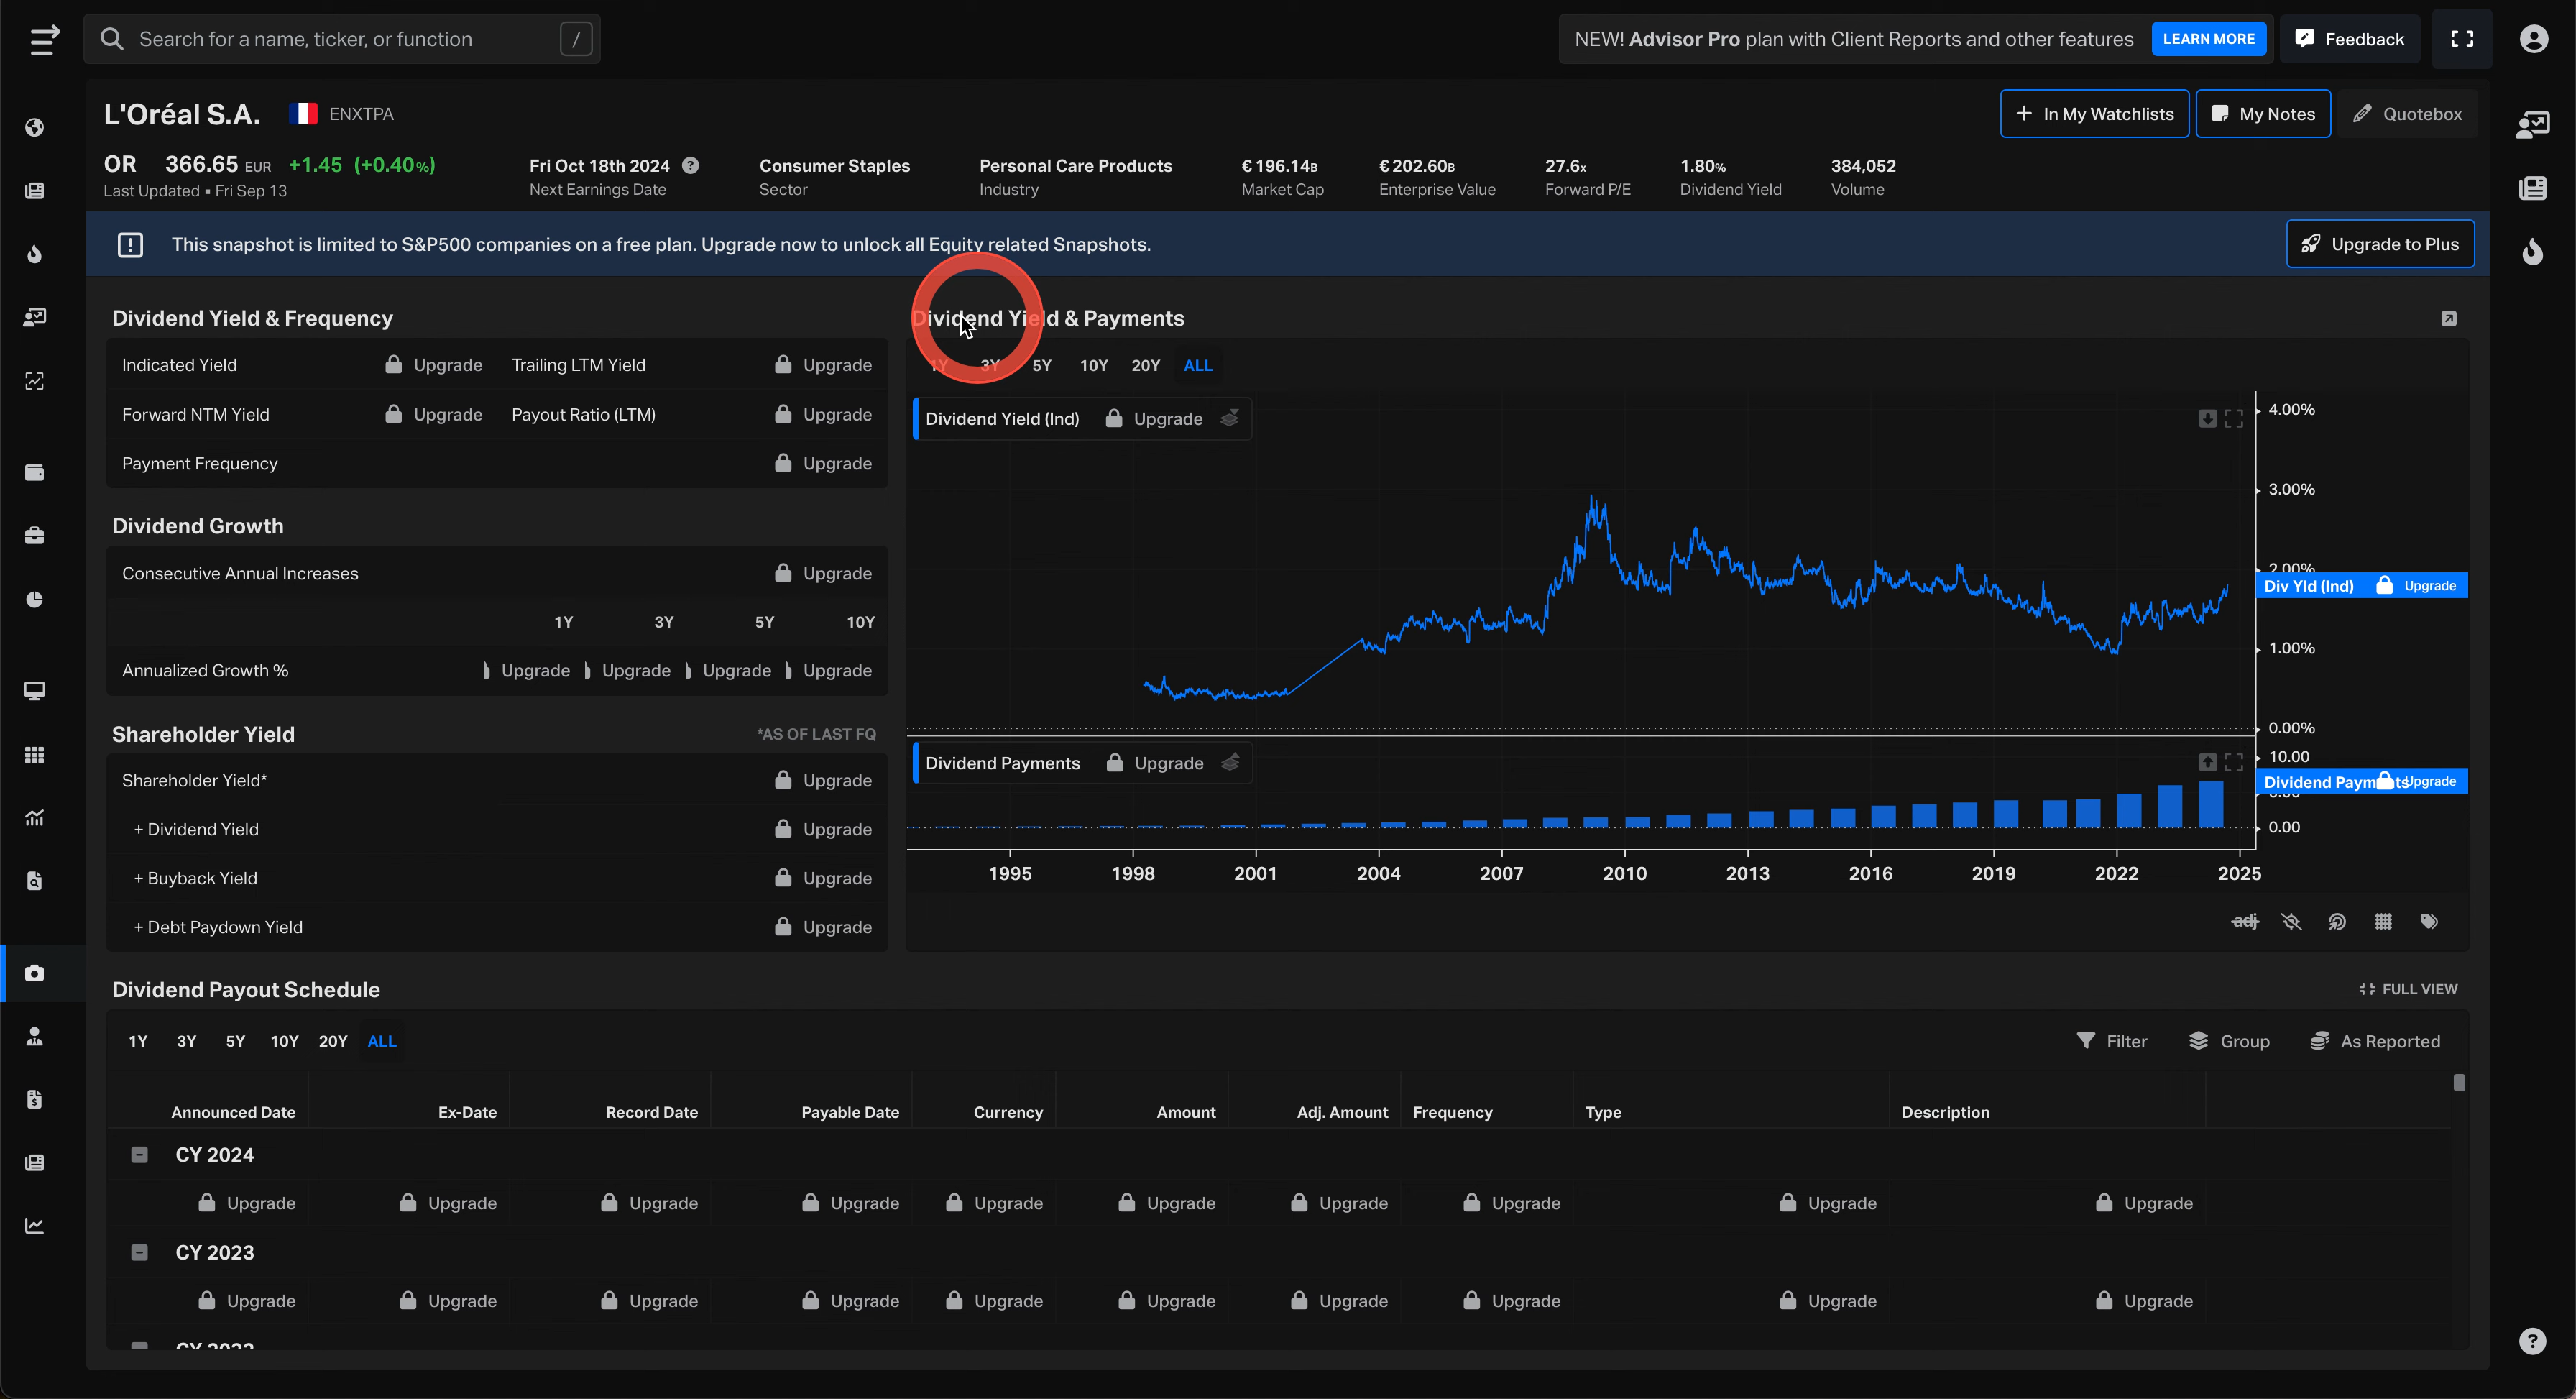 Search for a name, ticker, or function /
NEW! Advisor Pro plan with Client Reports and other features LEARN MORE Feedback
L'Oréal S.A. ENXTPA
In My Watchlists My Notes Quotebox
OR 366.65 EUR +1.45 (+0.40%)
Last Updated ▪ Fri Sep 13
Fri Oct 18th 2024 ?
Next Earnings Date
Consumer Staples
Sector
Personal Care Products
Industry
€196.14B
Market Cap
€202.60B
Enterprise Value
27.6x
Forward P/E
1.80%
Dividend Yield
384,052
Volume
This snapshot is limited to S&P500 companies on a free plan. Upgrade now to unlock all Equity related Snapshots.
Upgrade to Plus
Dividend Yield & Frequency
Indicated Yield Upgrade Trailing LTM Yield Upgrade
Forward NTM Yield Upgrade Payout Ratio (LTM) Upgrade
Payment Frequency Upgrade
Dividend Growth
Consecutive Annual Increases Upgrade
1Y 3Y 5Y 10Y
Annualized Growth % Upgrade Upgrade Upgrade Upgrade
Shareholder Yield *AS OF LAST FQ
Shareholder Yield* Upgrade
+ Dividend Yield Upgrade
+ Buyback Yield Upgrade
+ Debt Paydown Yield Upgrade
Dividend Yield & Payments
1Y 3Y 5Y 10Y 20Y ALL
Dividend Yield (Ind) Upgrade
4.00%
3.00%
2.00%
Div Yld (Ind) Upgrade
1.00%
0.00%
Dividend Payments Upgrade
10.00
Dividend Payments Upgrade
5.00
0.00
1995 1998 2001 2004 2007 2010 2013 2016 2019 2022 2025
adj
Dividend Payout Schedule FULL VIEW
1Y 3Y 5Y 10Y 20Y ALL Filter Group As Reported
Announced Date Ex-Date Record Date Payable Date Currency Amount Adj. Amount Frequency Type Description
CY 2024
Upgrade Upgrade Upgrade Upgrade Upgrade Upgrade Upgrade Upgrade Upgrade Upgrade
CY 2023
Upgrade Upgrade Upgrade Upgrade Upgrade Upgrade Upgrade Upgrade Upgrade Upgrade
CY 2022
?